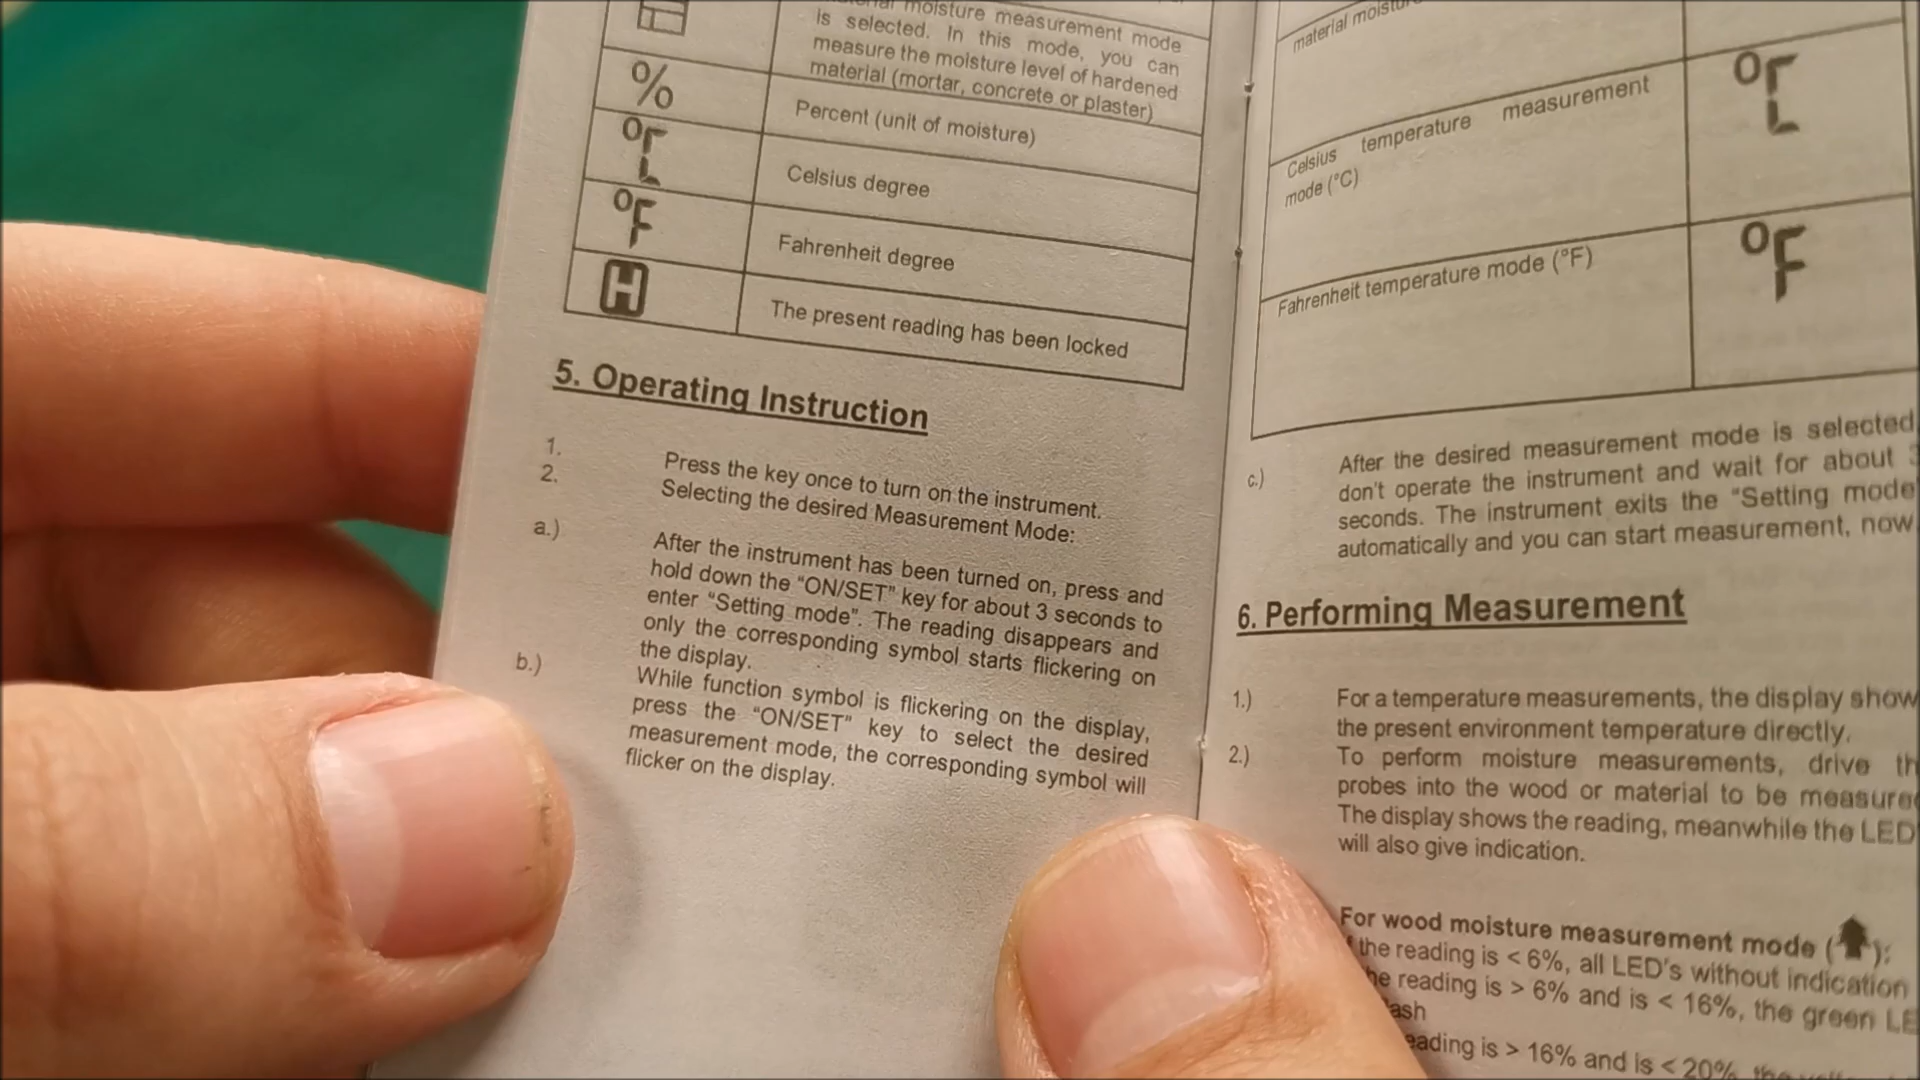 moisture measurement mode
is selected. In this mode, you can
measure the moisture level of hardened
material (mortar, concrete or plaster)
%
Percent (unit of moisture)
°C
Celsius degree
°F
Fahrenheit degree
H
The present reading has been locked
5. Operating Instruction
1.
Press the key once to turn on the instrument.
2.
Selecting the desired Measurement Mode:
a.)
After the instrument has been turned on, press and
hold down the “ON/SET” key for about 3 seconds to
enter “Setting mode”. The reading disappears and
only the corresponding symbol starts flickering on
the display.
b.)
While function symbol is flickering on the display,
press the “ON/SET” key to select the desired
measurement mode, the corresponding symbol will
flicker on the display.
material
Celsius temperature measurement
mode (°C)
°C
Fahrenheit temperature mode (°F)
°F
c.)
After the desired measurement mode is selected
don't operate the instrument and wait for about
seconds. The instrument exits the “Setting mode
automatically and you can start measurement, now
6. Performing Measurement
1.)
For a temperature measurements, the display show
the present environment temperature directly.
2.)
To perform moisture measurements, drive
probes into the wood or material to be
The display shows the reading, meanwhile the LED
will also give indication.
For wood moisture measurement mode ( ):
the reading is < 6%, all LED's without indication
reading is > 6% and is < 16%, the green
is > 16% and is < 20%,